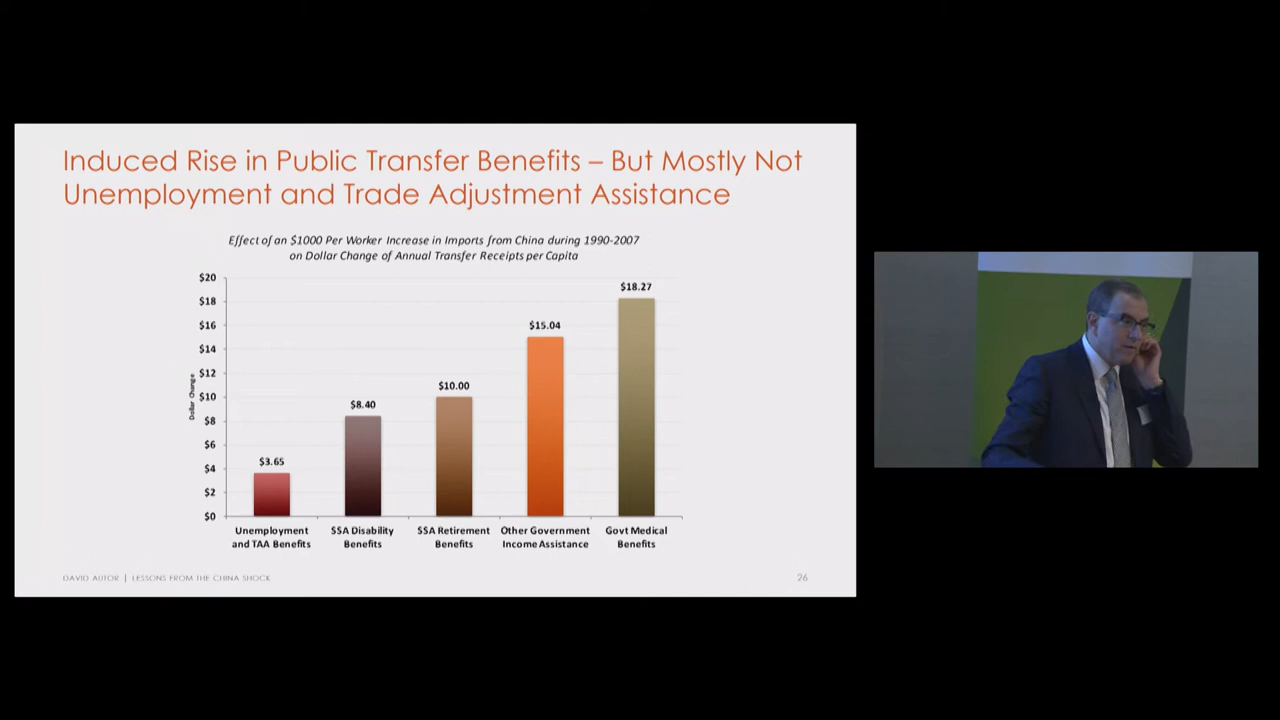 Induced Rise in Public Transfer Benefits – But Mostly Not
Unemployment and Trade Adjustment Assistance
Effect of an $1000 Per Worker Increase in Imports from China during 1990-2007
on Dollar Change of Annual Transfer Receipts per Capita
Dollar Change
$20
$18
$16
$14
$12
$10
$8
$6
$4
$2
$0
$3.65
$8.40
$10.00
$15.04
$18.27
Unemployment
and TAA Benefits
SSA Disability
Benefits
SSA Retirement
Benefits
Other Government
Income Assistance
Govt Medical
Benefits
DAVID AUTOR | LESSONS FROM THE CHINA SHOCK
26